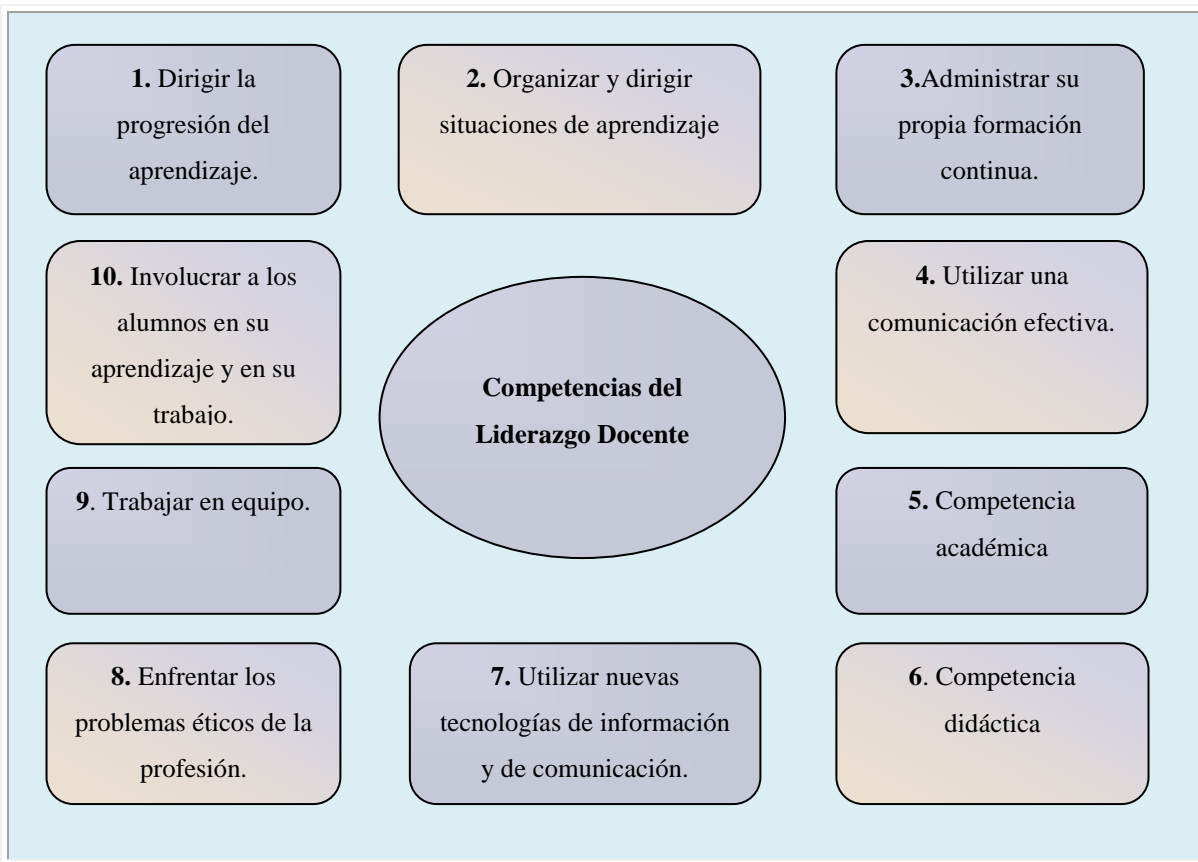 1. Dirigir la
progresión del
aprendizaje.
2. Organizar y dirigir
situaciones de aprendizaje
3.Administrar su
propia formación
continua.
10. Involucrar a los
alumnos en su
aprendizaje y en su
trabajo.
4. Utilizar una
comunicación efectiva.
Competencias del
Liderazgo Docente
9. Trabajar en equipo.
5. Competencia
académica
8. Enfrentar los
problemas éticos de la
profesión.
7. Utilizar nuevas
tecnologías de información
y de comunicación.
6. Competencia
didáctica